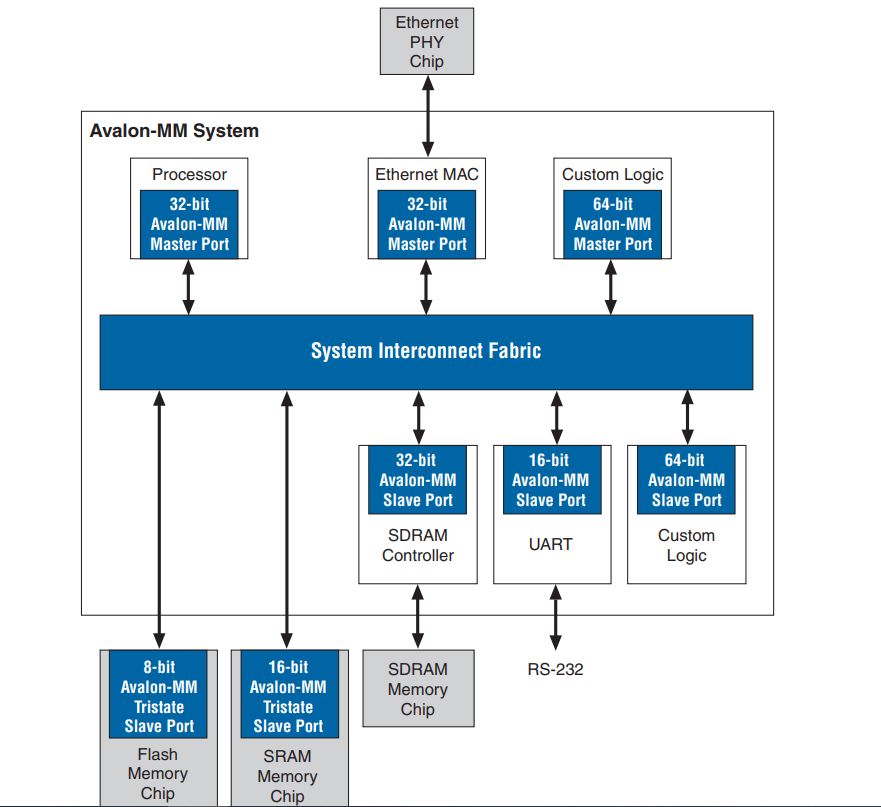 Ethernet
PHY
Chip
Avalon-MM System
Processor
32-bit
Avalon-MM
Master Port
Ethernet MAC
32-bit
Avalon-MM
Master Port
Custom Logic
64-bit
Avalon-MM
Master Port
System Interconnect Fabric
32-bit
Avalon-MM
Slave Port
SDRAM
Controller
16-bit
Avalon-MM
Slave Port
UART
64-bit
Avalon-MM
Slave Port
Custom
Logic
8-bit
Avalon-MM
Tristate
Slave Port
Flash
Memory
Chip
16-bit
Avalon-MM
Tristate
Slave Port
SRAM
Memory
Chip
SDRAM
Memory
Chip
RS-232